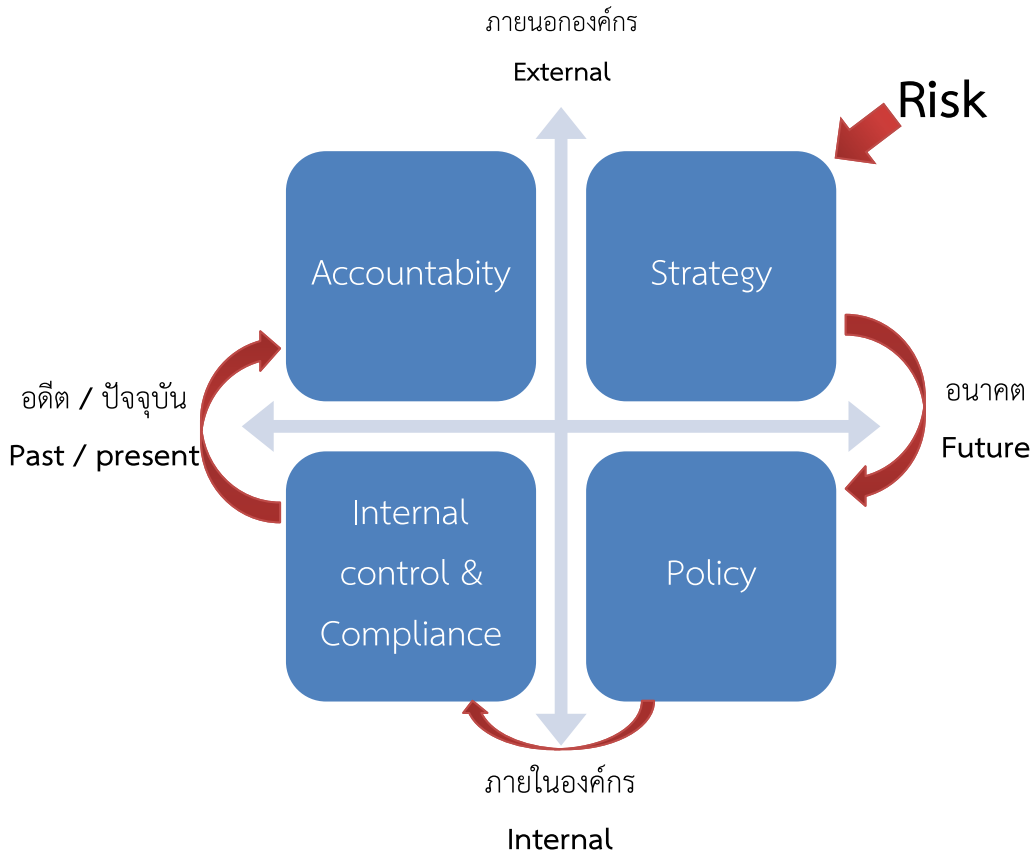 ภายนอกองค์กร
External
Risk
Accountabity
Strategy
อดีต / ปัจจุบัน
Past / present
อนาคต
Future
Internal
control &
Compliance
Policy
ภายในองค์กร
Internal